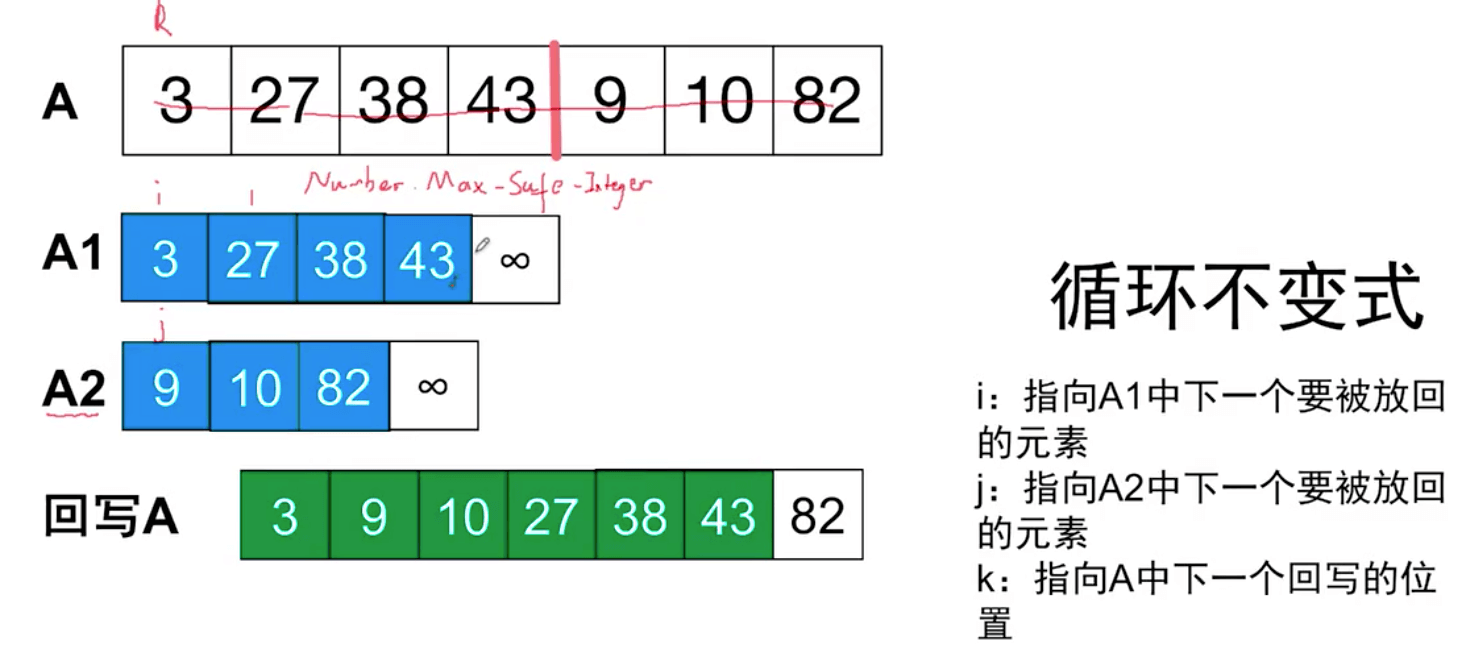 k
A 3 27 38 43 9 10 82
i 1 Number.Max-Safe-Integer
A1 3 27 38 43 ∞
j
A2 9 10 82 ∞
回写A 3 9 10 27 38 43 82
循环不变式
i：指向A1中下一个要被放回
的元素
j：指向A2中下一个要被放回
的元素
k：指向A中下一个回写的位
置